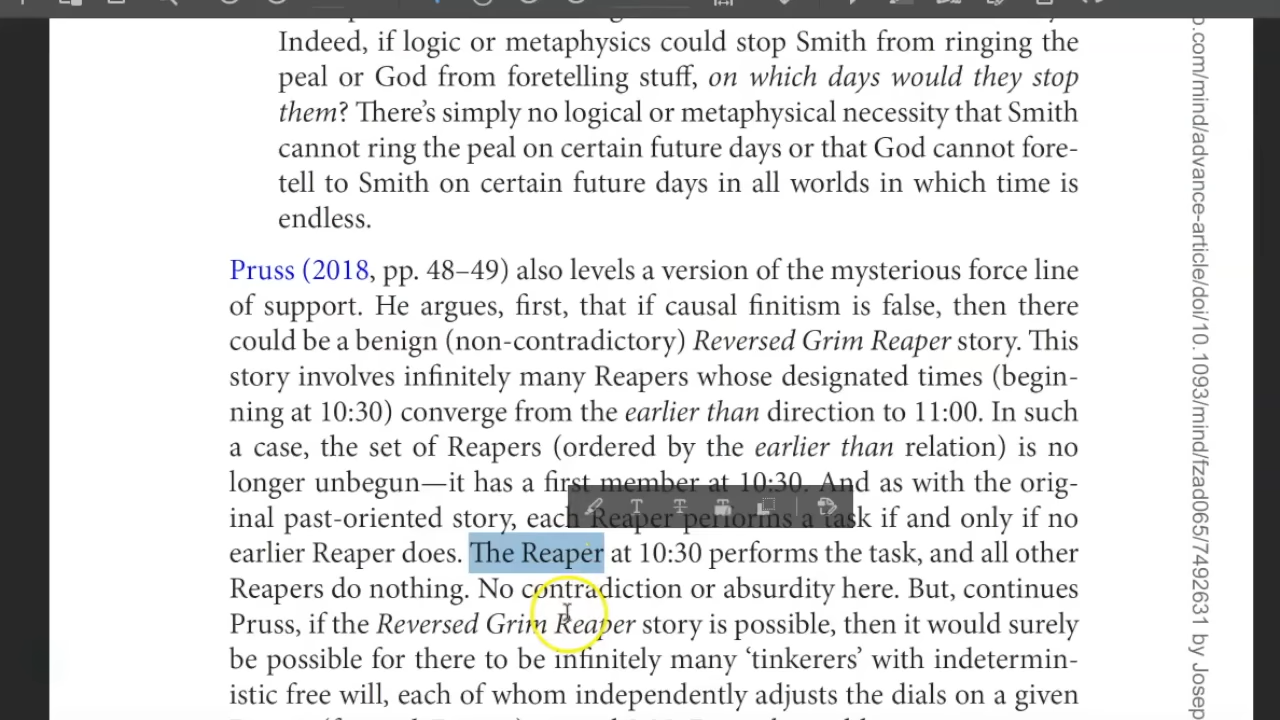 Indeed, if logic or metaphysics could stop Smith from ringing the
peal or God from foretelling stuff, on which days would they stop
them? There's simply no logical or metaphysical necessity that Smith
cannot ring the peal on certain future days or that God cannot fore-
tell to Smith on certain future days in all worlds in which time is
endless.
Pruss (2018, pp. 48–49) also levels a version of the mysterious force line
of support. He argues, first, that if causal finitism is false, then there
could be a benign (non-contradictory) Reversed Grim Reaper story. This
story involves infinitely many Reapers whose designated times (begin-
ning at 10:30) converge from the earlier than direction to 11:00. In such
a case, the set of Reapers (ordered by the earlier than relation) is no
longer unbegun—it has a first member at 10:30. And as with the orig-
inal past-oriented story, each Reaper performs a task if and only if no
earlier Reaper does. The Reaper at 10:30 performs the task, and all other
Reapers do nothing. No contradiction or absurdity here. But, continues
Pruss, if the Reversed Grim Reaper story is possible, then it would surely
be possible for there to be infinitely many ‘tinkerers’ with indetermin-
istic free will, each of whom independently adjusts the dials on a given
p.com/mind/advance-article/doi/10.1093/mind/fzad065/7492631 by Josep